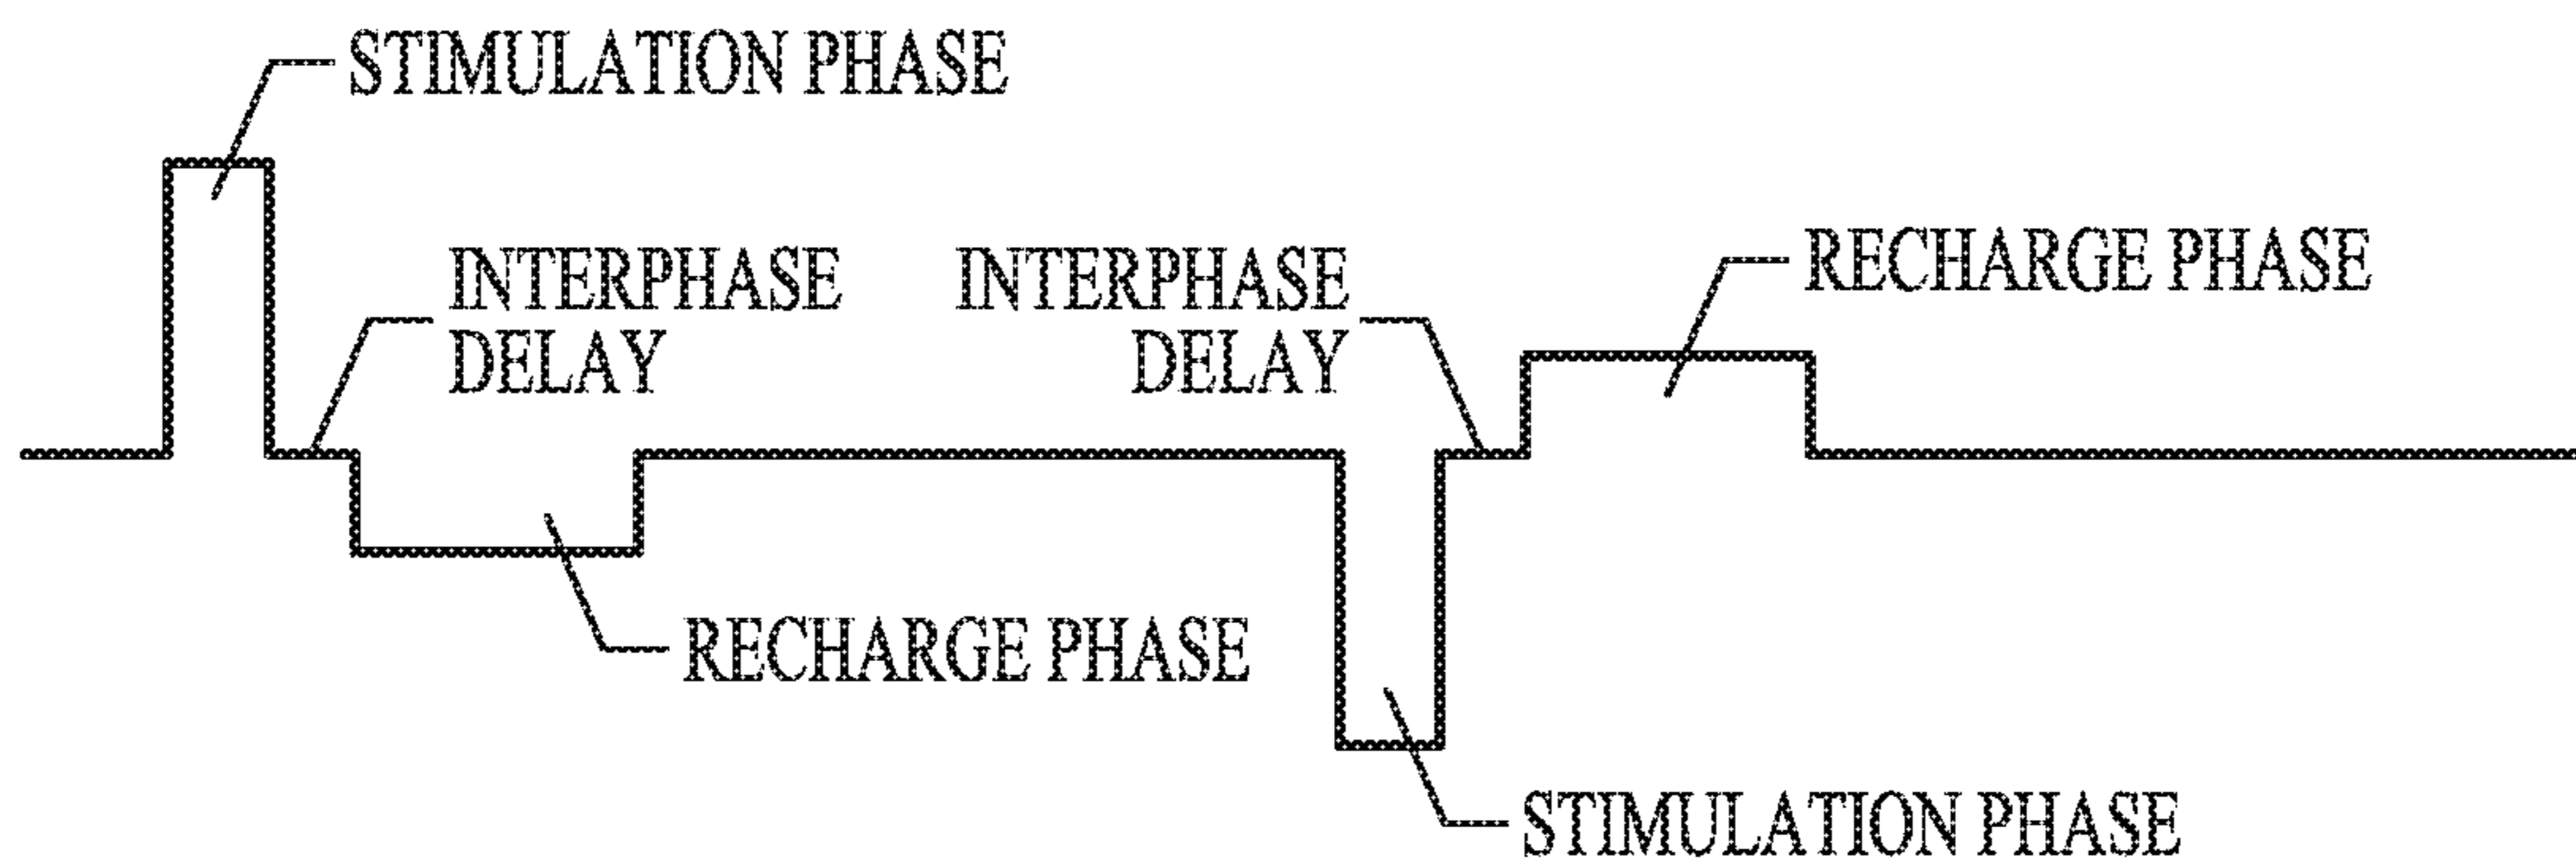 STIMULATION PHASE
INTERPHASE
DELAY
INTERPHASE
DELAY
RECHARGE PHASE
RECHARGE PHASE
STIMULATION PHASE